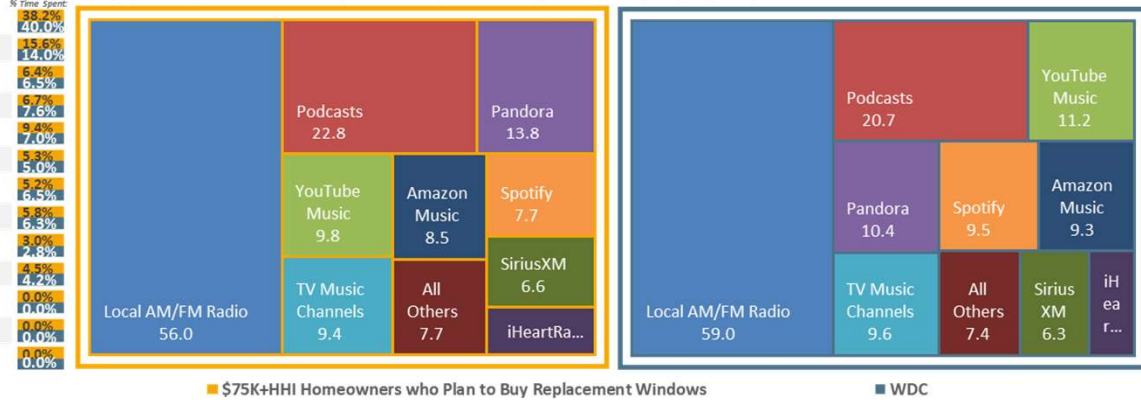 % Time Spent:
38.2%
40.0%
15.6%
14.0%
6.4%
6.5%
6.7%
7.6%
9.4%
7.0%
5.3%
5.0%
5.2%
6.5%
5.8%
6.3%
3.0%
2.8%
4.5%
4.2%
0.0%
0.0%
0.0%
0.0%
0.0%
0.0%
Local AM/FM Radio
56.0
Podcasts
22.8
Pandora
13.8
YouTube
Music
9.8
Amazon
Music
8.5
Spotify
7.7
SiriusXM
6.6
TV Music
Channels
9.4
All
Others
7.7
iHeartRa...
Local AM/FM Radio
59.0
Podcasts
20.7
YouTube
Music
11.2
Pandora
10.4
Spotify
9.5
Amazon
Music
9.3
TV Music
Channels
9.6
All
Others
7.4
Sirius
XM
6.3
iH
ea
r...
$75K+HHI Homeowners who Plan to Buy Replacement Windows
WDC